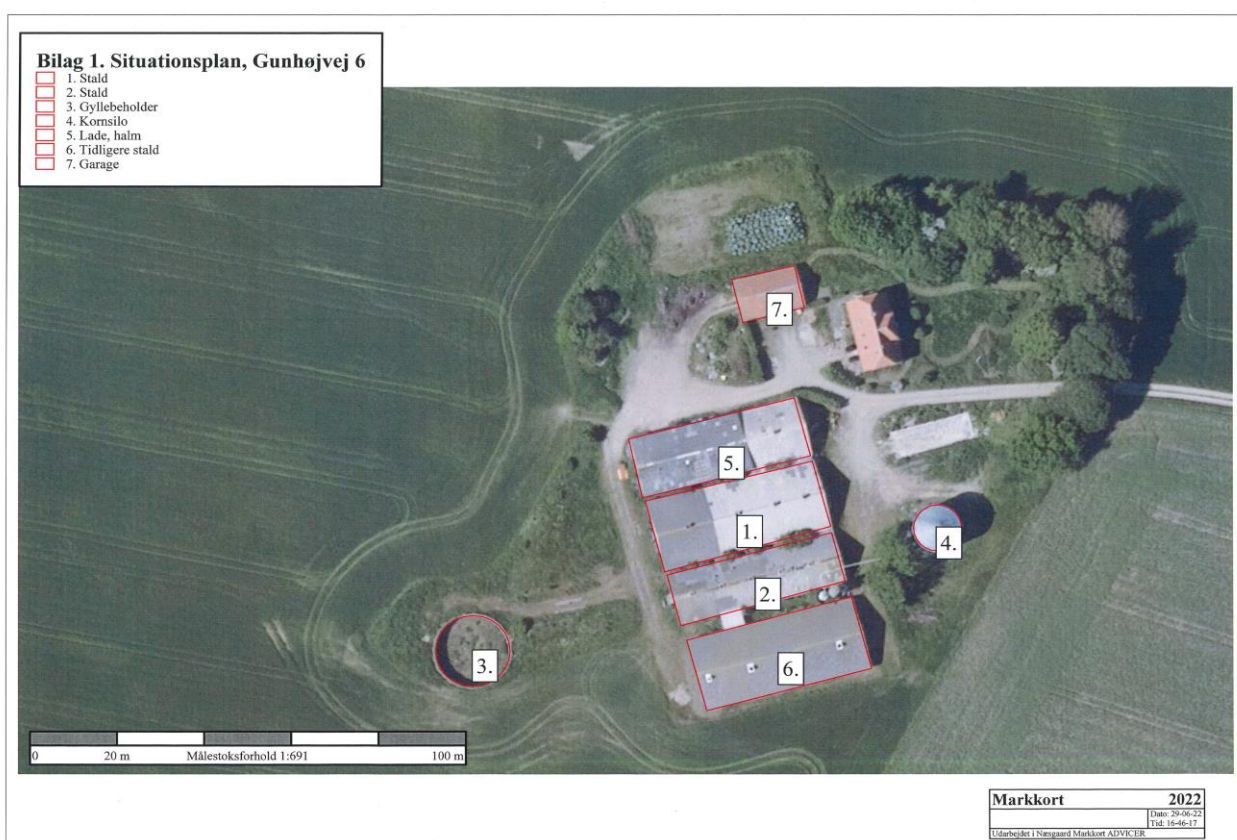 Bilag 1. Situationsplan, Gunhøjvej 6
1. Stald
2. Stald
3. Gyllebeholder
4. Kornsilo
5. Lade, halm
6. Tidligere stald
7. Garage
7.
5.
1.
4.
2.
3.
6.
0 20 m Målestoksforhold 1:691 100 m
Markkort 2022
Dato: 29-06-22
Tid: 16-46-17
Udarbejdet i Næsgaard Markkort ADVICER